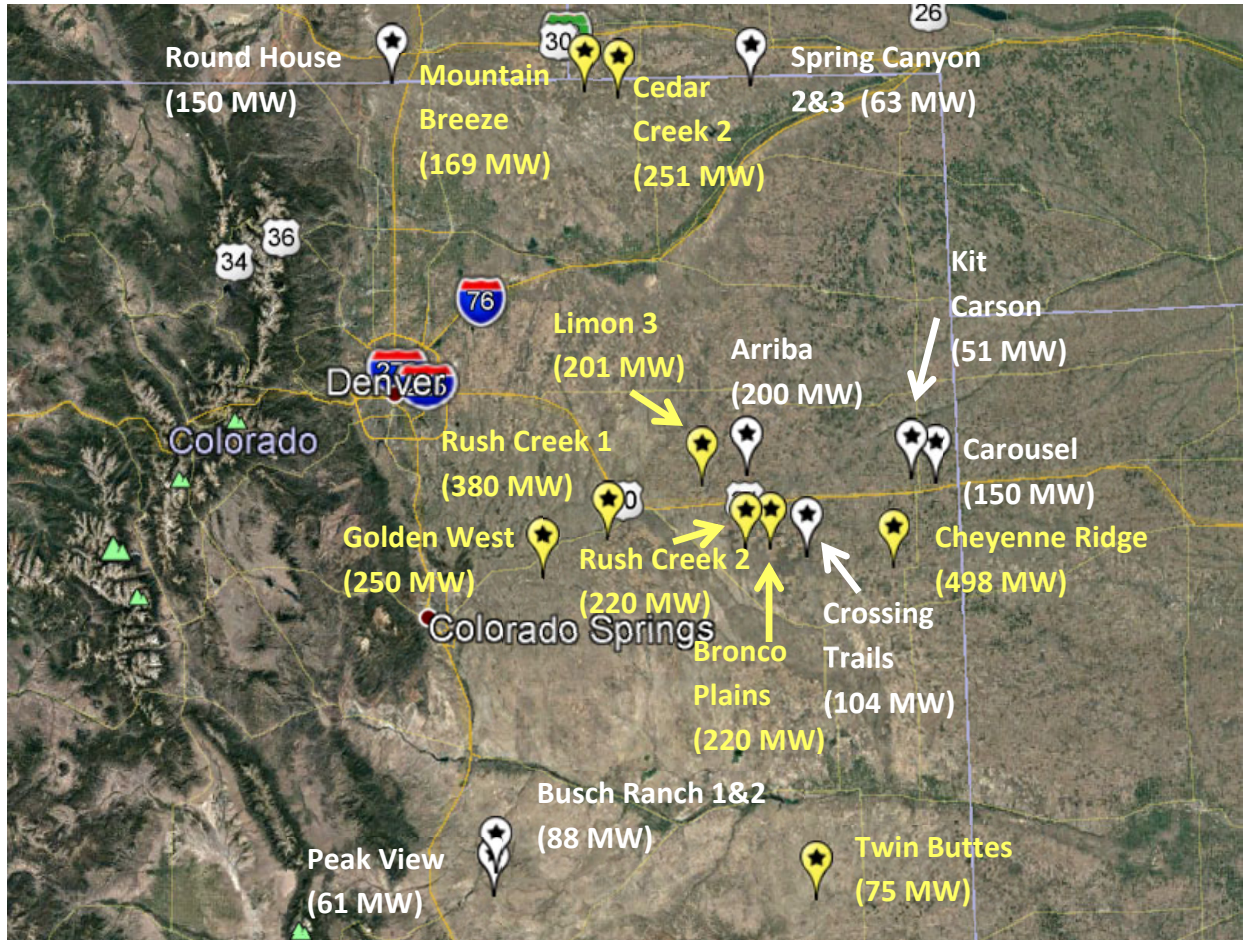 26
30
Round House
(150 MW)
Mountain
Breeze
(169 MW)
Cedar
Creek 2
(251 MW)
Spring Canyon
2&3 (63 MW)
36
34
76
Kit
Carson
(51 MW)
Limon 3
(201 MW)
Arriba
(200 MW)
Denver
Colorado
Rush Creek 1
(380 MW)
Carousel
(150 MW)
Golden West
(250 MW)
Rush Creek 2
(220 MW)
Cheyenne Ridge
(498 MW)
Colorado Springs
Crossing
Trails
(104 MW)
Bronco
Plains
(220 MW)
Busch Ranch 1&2
(88 MW)
Peak View
(61 MW)
Twin Buttes
(75 MW)